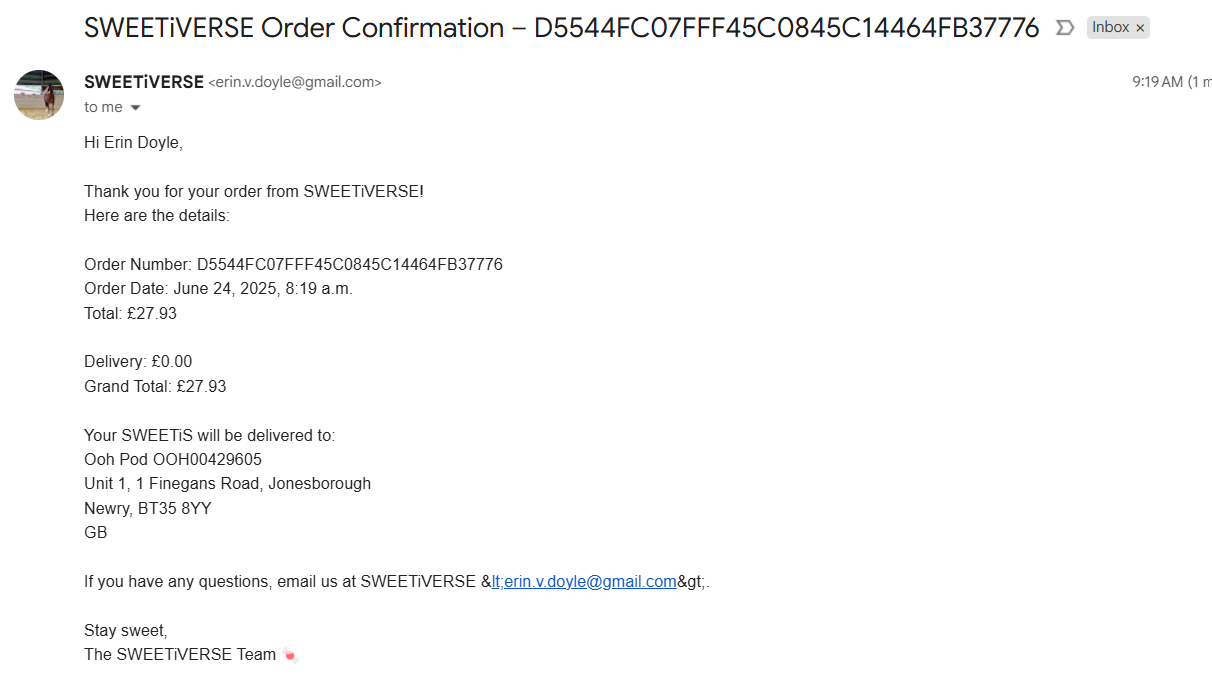 SWEETiVERSE Order Confirmation – D5544FC07FFF45C0845C14464FB37776 Inbox ×
SWEETiVERSE <erin.v.doyle@gmail.com> 9:19 AM (1 m
to me
Hi Erin Doyle,
Thank you for your order from SWEETiVERSE!
Here are the details:
Order Number: D5544FC07FFF45C0845C14464FB37776
Order Date: June 24, 2025, 8:19 a.m.
Total: £27.93
Delivery: £0.00
Grand Total: £27.93
Your SWEETiS will be delivered to:
Ooh Pod OOH00429605
Unit 1, 1 Finegans Road, Jonesborough
Newry, BT35 8YY
GB
If you have any questions, email us at SWEETiVERSE &lt;erin.v.doyle@gmail.com&gt;.
Stay sweet,
The SWEETiVERSE Team 🍬